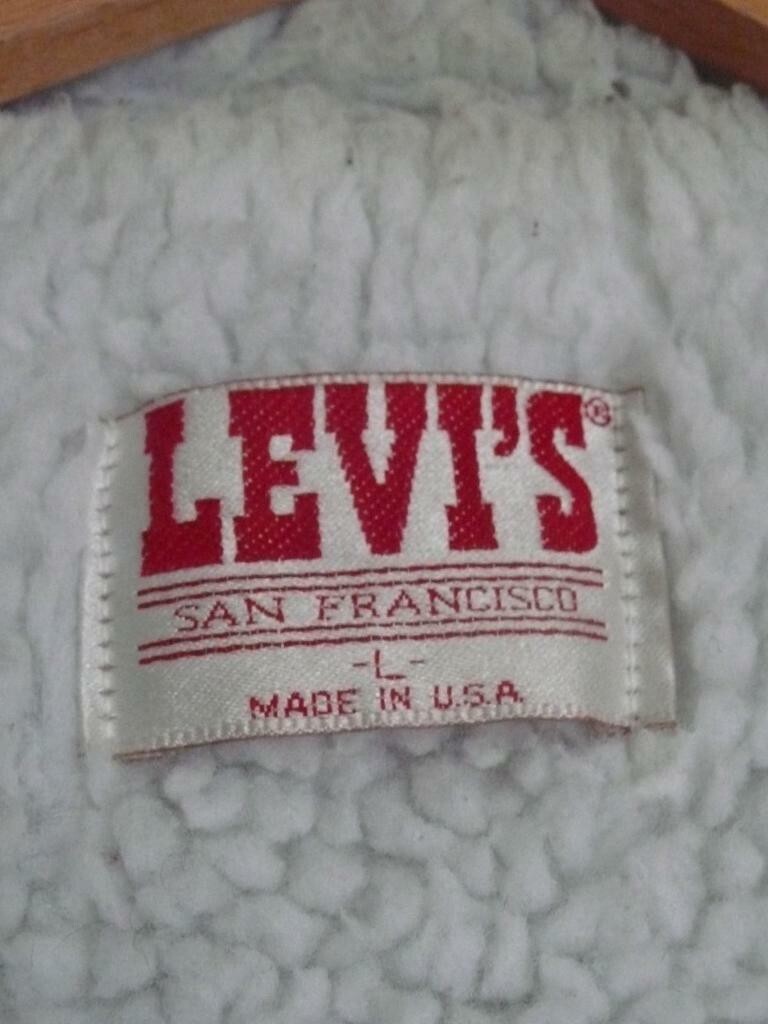 LEVI'S®
SAN FRANCISCO
-L-
MADE IN U.S.A.